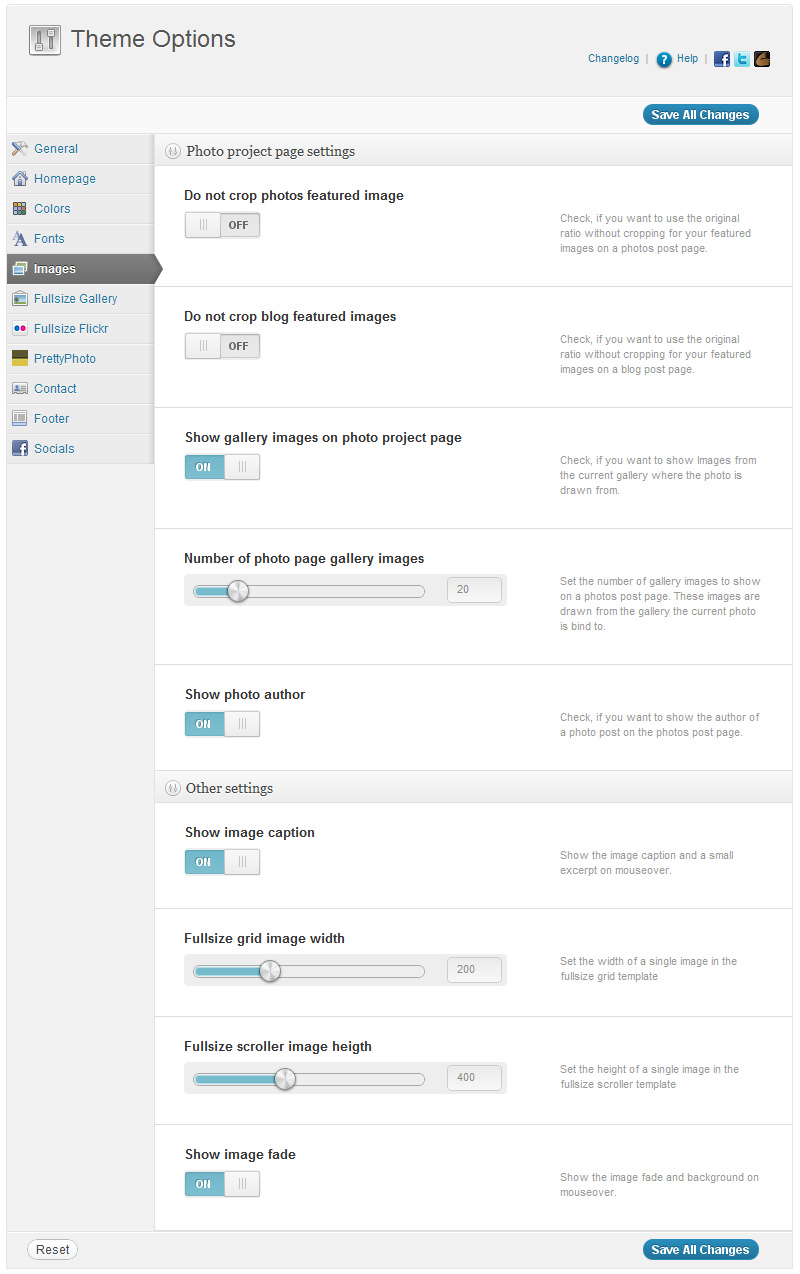 Theme Options
Changelog | ? Help |
Save All Changes
General
Homepage
Colors
Fonts
Images
Fullsize Gallery
Fullsize Flickr
PrettyPhoto
Contact
Footer
Socials
Photo project page settings
Do not crop photos featured image
OFF
Check, if you want to use the original
ratio without cropping for your featured
images on a photos post page.
Do not crop blog featured images
OFF
Check, if you want to use the original
ratio without cropping for your featured
images on a blog post page.
Show gallery images on photo project page
ON
Check, if you want to show Images from
the current gallery where the photo is
drawn from.
Number of photo page gallery images
20
Set the number of gallery images to show
on a photos post page. These images are
drawn from the gallery the current photo
is bind to.
Show photo author
ON
Check, if you want to show the author of
a photo post on the photos post page.
Other settings
Show image caption
ON
Show the image caption and a small
excerpt on mouseover.
Fullsize grid image width
200
Set the width of a single image in the
fullsize grid template
Fullsize scroller image heigth
400
Set the height of a single image in the
fullsize scroller template
Show image fade
ON
Show the image fade and background on
mouseover.
Reset
Save All Changes